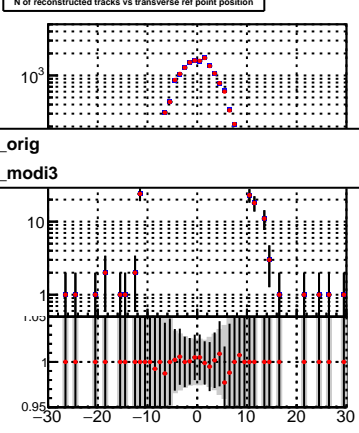 N of reconstructed tracks vs transverse ref point position
10³
_orig
_modi3
10
1
1.05
1
0.95
−30 −20 −10 0 10 20 30